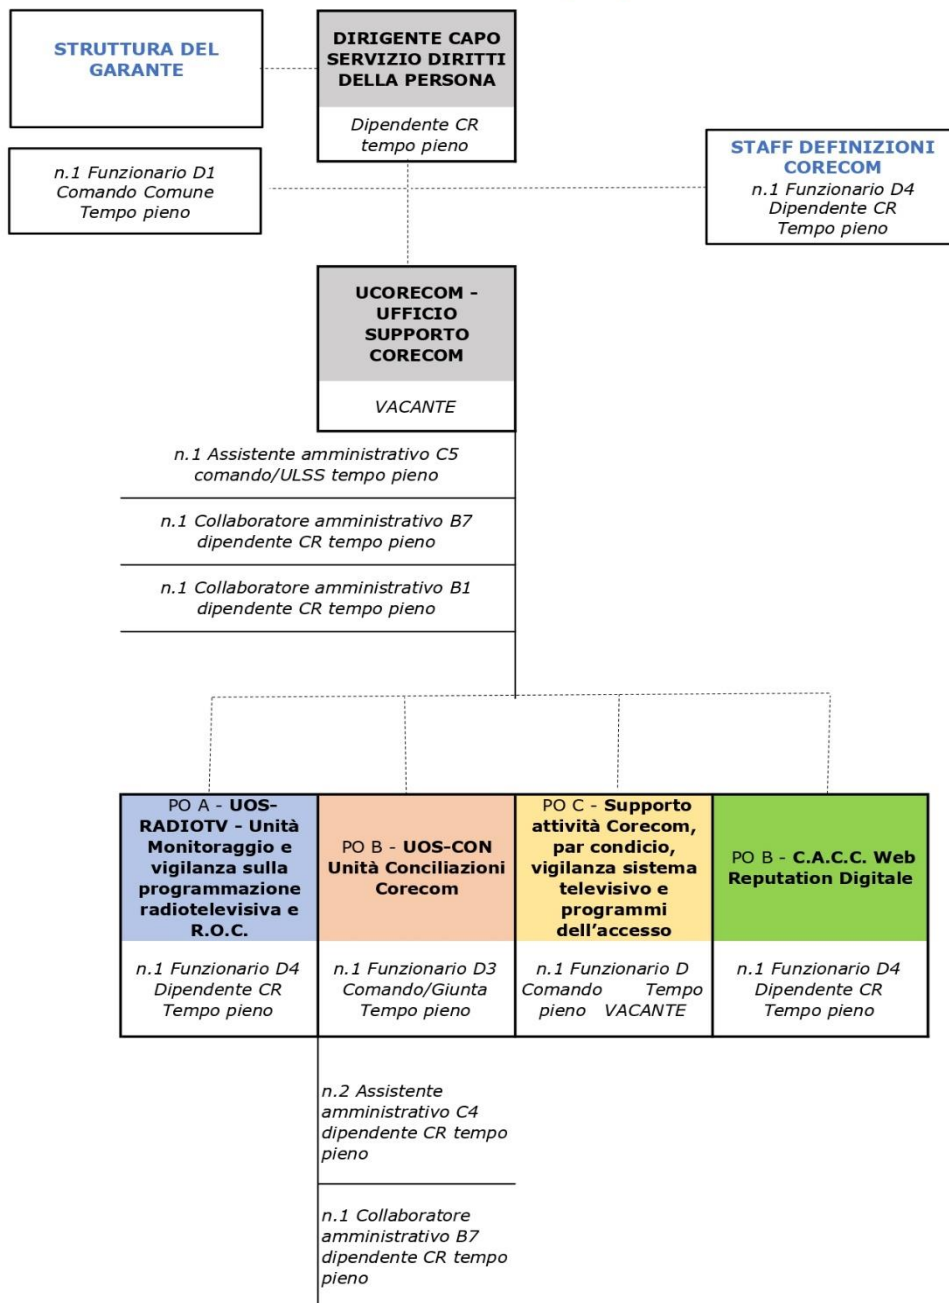 STRUTTURA DEL
GARANTE
DIRIGENTE CAPO
SERVIZIO DIRITTI
DELLA PERSONA
Dipendente CR
tempo pieno
n.1 Funzionario D1
Comando Comune
Tempo pieno
STAFF DEFINIZIONI
CORECOM
n.1 Funzionario D4
Dipendente CR
Tempo pieno
UCORECOM –
UFFICIO
SUPPORTO
CORECOM
VACANTE
n.1 Assistente amministrativo C5
comando/ULSS tempo pieno
n.1 Collaboratore amministrativo B7
dipendente CR tempo pieno
n.1 Collaboratore amministrativo B1
dipendente CR tempo pieno
PO A - UOS-
RADIOTV – Unità
Monitoraggio e
vigilanza sulla
programmazione
radiotelevisiva e
R.O.C.
n.1 Funzionario D4
Dipendente CR
Tempo pieno
PO B - UOS-CON
Unità Conciliazioni
Corecom
n.1 Funzionario D3
Comando/Giunta
Tempo pieno
PO C - Supporto
attività Corecom,
par condicio,
vigilanza sistema
televisivo e
programmi
dell’accesso
n.1 Funzionario D
Comando Tempo
pieno VACANTE
PO B - C.A.C.C. Web
Reputation Digitale
n.1 Funzionario D4
Dipendente CR
Tempo pieno
n.2 Assistente
amministrativo C4
dipendente CR tempo
pieno
n.1 Collaboratore
amministrativo B7
dipendente CR tempo
pieno